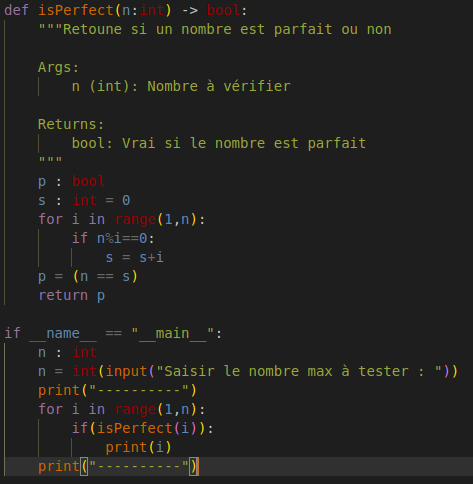 def isPerfect(n:int) -> bool:
    """Retoune si un nombre est parfait ou non

    Args:
        n (int): Nombre à vérifier

    Returns:
        bool: Vrai si le nombre est parfait
    """
    p : bool
    s : int = 0
    for i in range(1,n):
        if n%i==0:
            s = s+i
    p = (n == s)
    return p

if __name__ == "__main__":
    n : int
    n = int(input("Saisir le nombre max à tester : "))
    print("----------")
    for i in range(1,n):
        if(isPerfect(i)):
            print(i)
    print("----------")